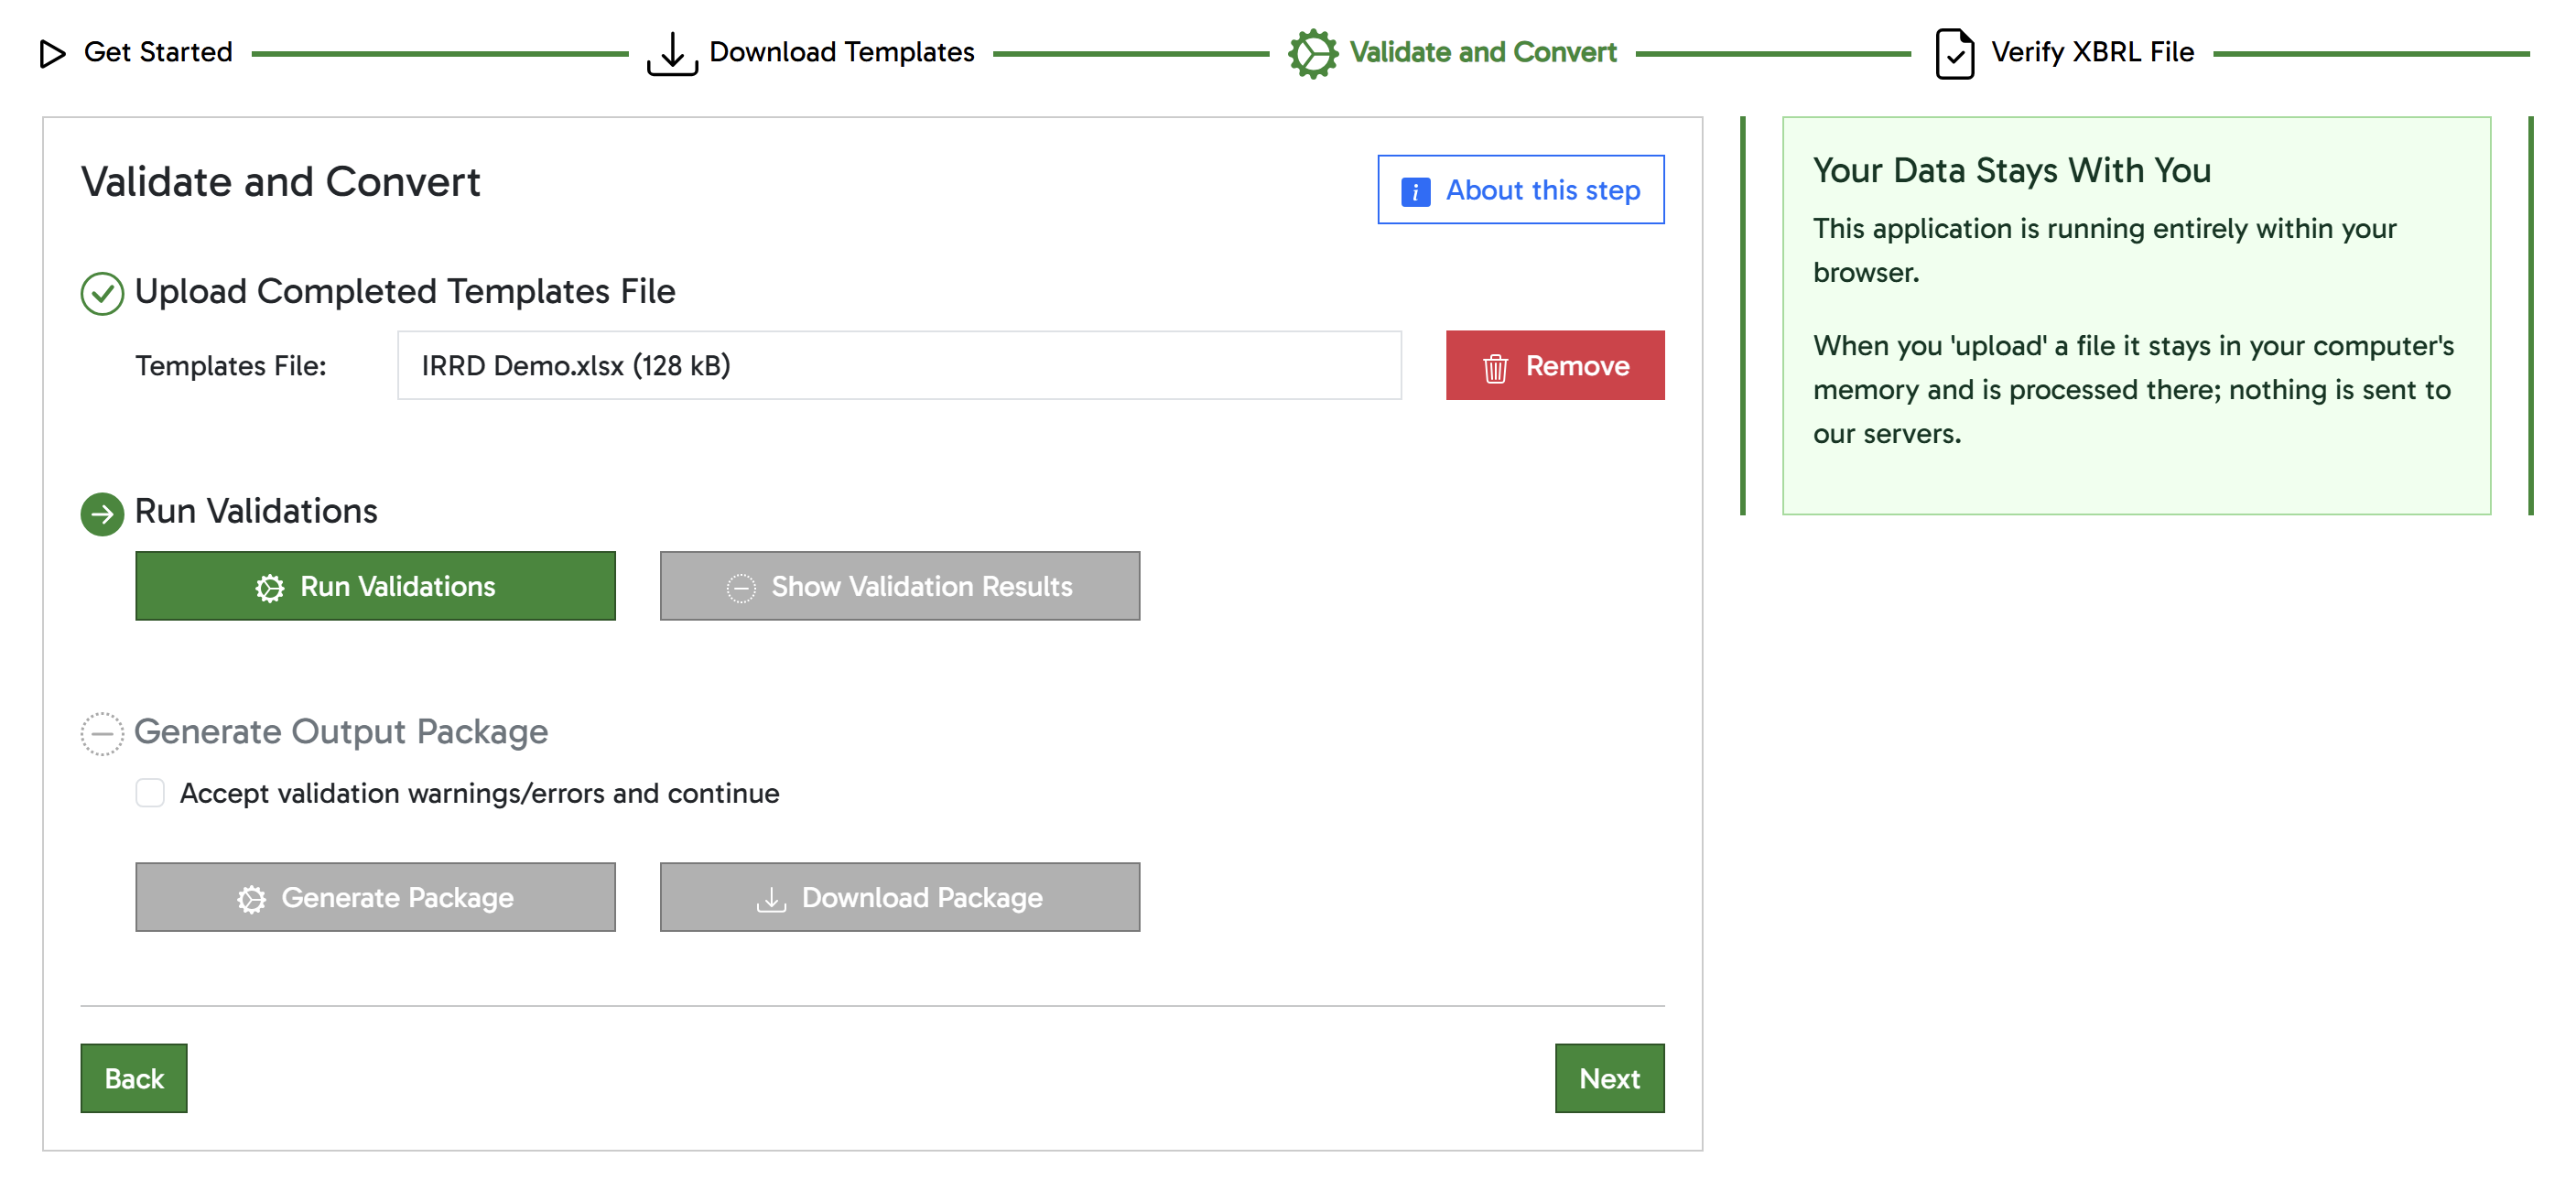 Get Started
Download Templates
Validate and Convert
Verify XBRL File
Validate and Convert
i About this step
Upload Completed Templates File
Templates File:
IRRD Demo.xlsx (128 kB)
Remove
Run Validations
Run Validations
Show Validation Results
Generate Output Package
Accept validation warnings/errors and continue
Generate Package
Download Package
Back
Next
Your Data Stays With You
This application is running entirely within your
browser.
When you 'upload' a file it stays in your computer's
memory and is processed there; nothing is sent to
our servers.